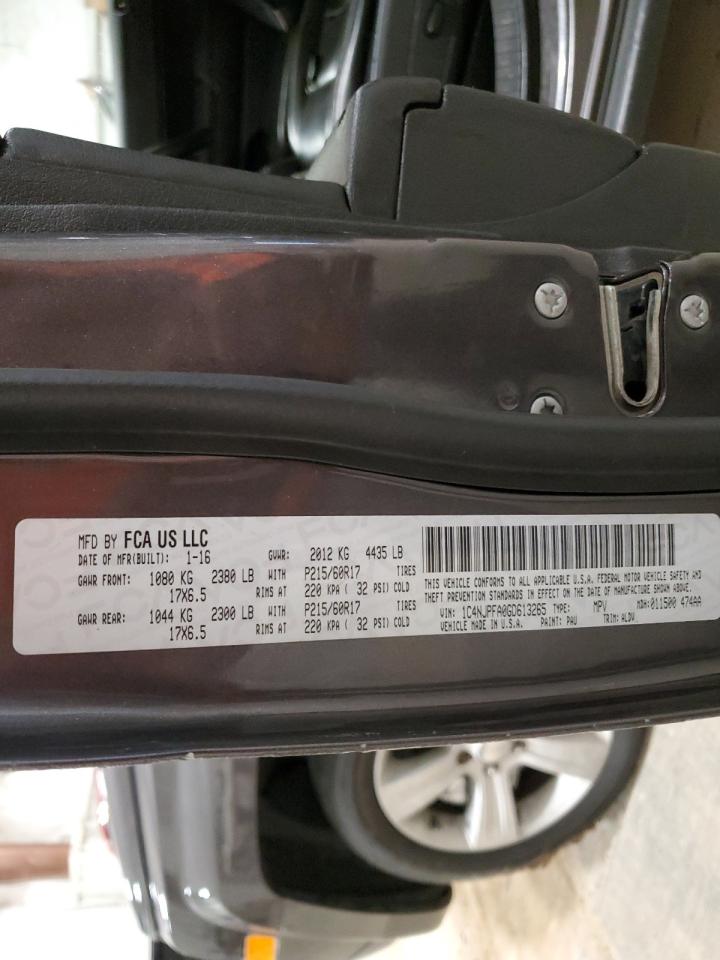 MFD BY FCA US LLC
DATE OF MFR(BUILT): 1-16 GVWR: 2012 KG 4435 LB
GAWR FRONT: 1080 KG 2380 LB WITH P215/60R17 TIRES
17X6.5 RIMS AT 220 KPA ( 32 PSI) COLD
GAWR REAR: 1044 KG 2300 LB WITH P215/60R17 TIRES
17X6.5 RIMS AT 220 KPA ( 32 PSI) COLD
THIS VEHICLE CONFORMS TO ALL APPLICABLE U.S.A. FEDERAL MOTOR VEHICLE SAFETY AND
THEFT PREVENTION STANDARDS IN EFFECT ON THE DATE OF MANUFACTURE SHOWN ABOVE.
VIN: 1C4NJPFA0GD613265 TYPE: MPV MDH: 011500 474AA
VEHICLE MADE IN U.S.A. PAINT: PAU TRIM: ALDV